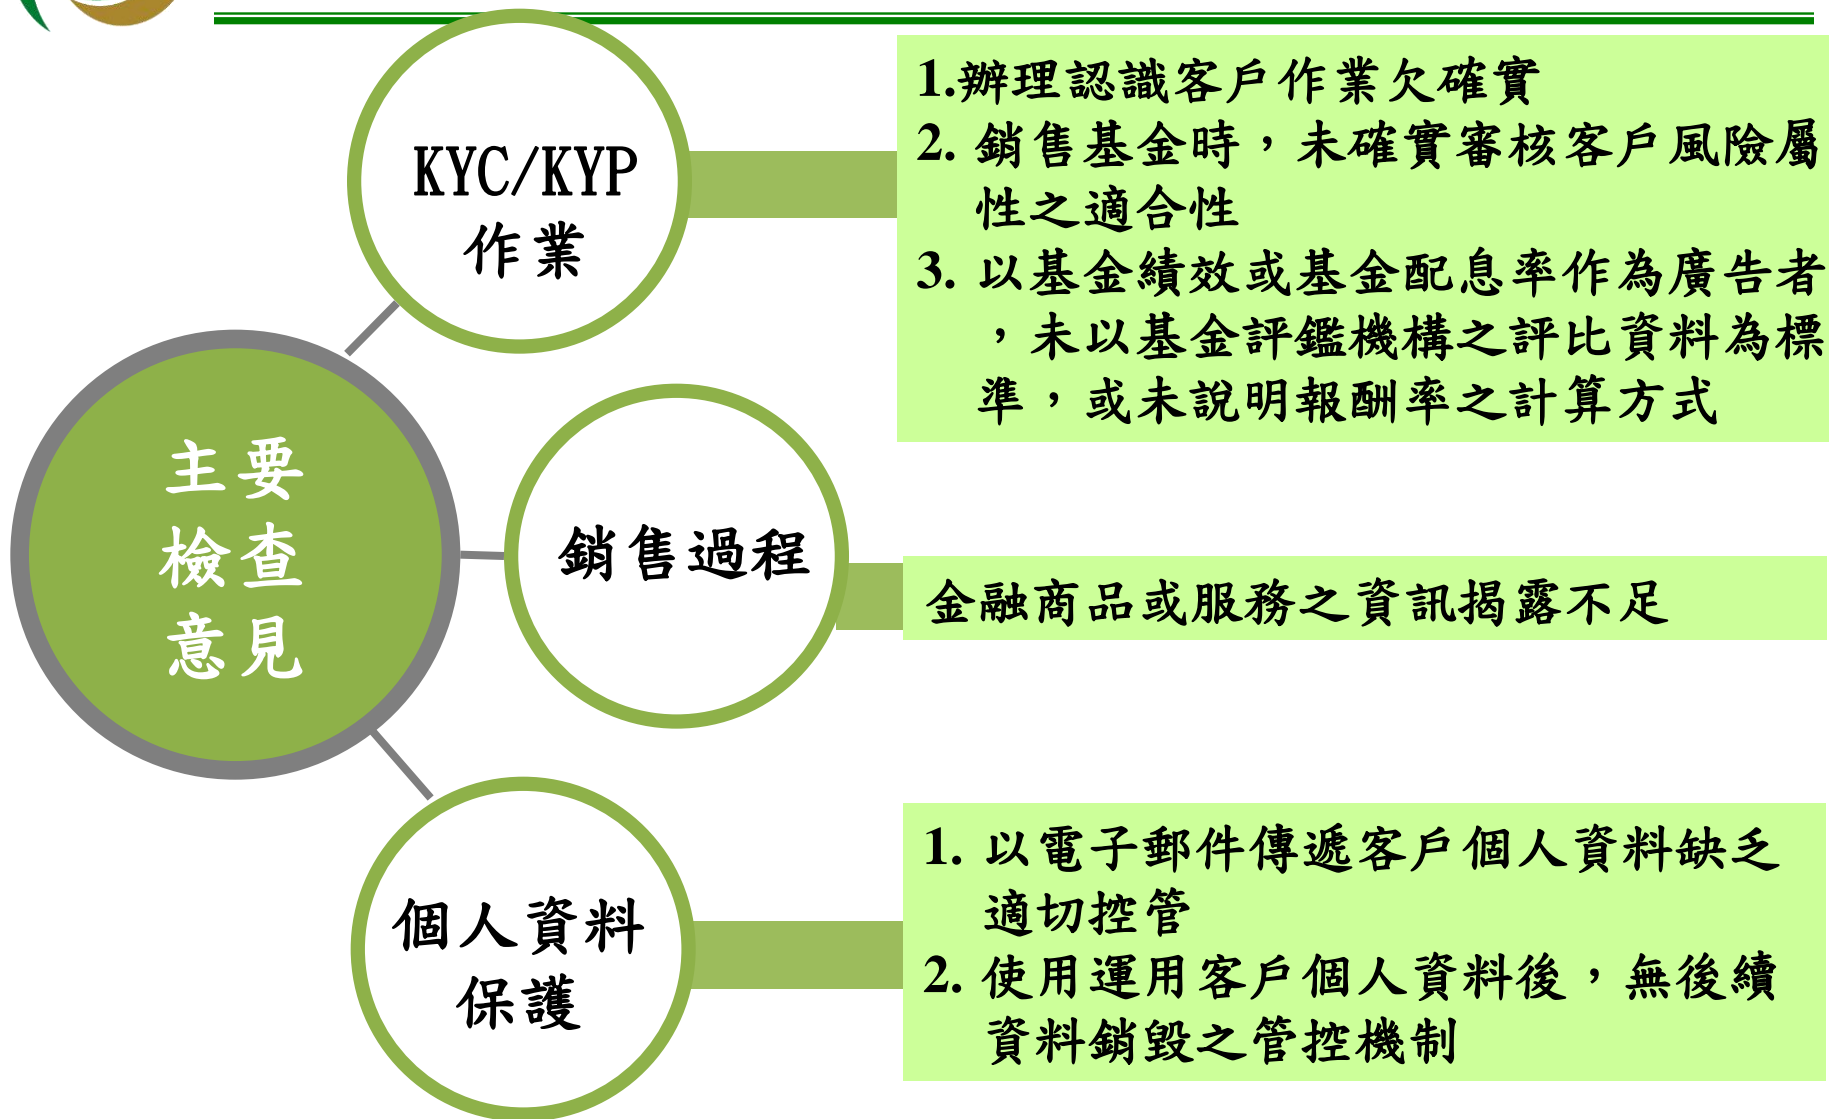 KYC/KYP
作業
1.辦理認識客戶作業欠確實
2. 銷售基金時，未確實審核客戶風險屬
性之適合性
3. 以基金績效或基金配息率作為廣告者
，未以基金評鑑機構之評比資料為標
準，或未說明報酬率之計算方式
主要
檢查
意見
銷售過程
金融商品或服務之資訊揭露不足
個人資料
保護
1. 以電子郵件傳遞客戶個人資料缺乏
適切控管
2. 使用運用客戶個人資料後，無後續
資料銷毀之管控機制